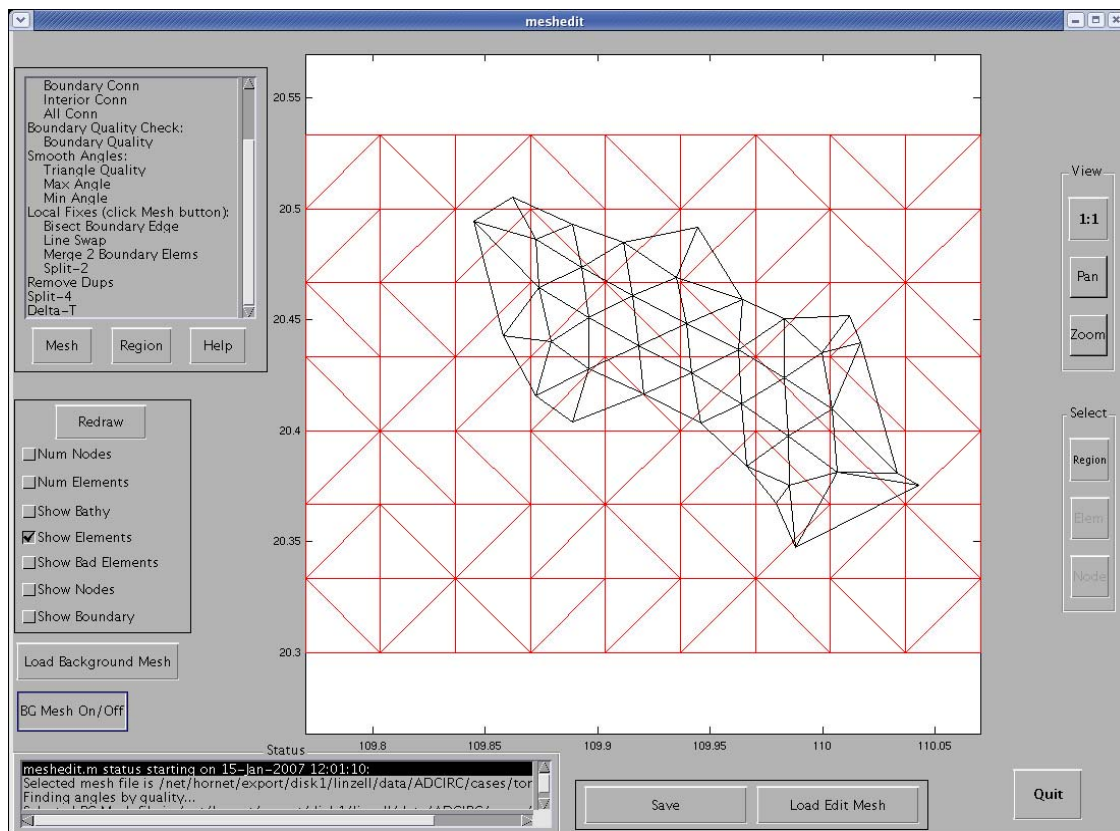 meshedit
Boundary Conn
Interior Conn
All Conn
Boundary Quality Check:
Boundary Quality
Smooth Angles:
Triangle Quality
Max Angle
Min Angle
Local Fixes (click Mesh button):
Bisect Boundary Edge
Line Swap
Merge 2 Boundary Elems
Split-2
Remove Dups
Split-4
Delta-T
Mesh Region Help
Redraw
Num Nodes
Num Elements
Show Bathy
Show Elements
Show Bad Elements
Show Nodes
Show Boundary
Load Background Mesh
BG Mesh On/Off
20.55
20.5
20.45
20.4
20.35
20.3
109.8 109.85 109.9 109.95 110 110.05
View
1:1
Pan
Zoom
Select
Region
Elem
Node
Status
meshedit.m status starting on 15-Jan-2007 12:01:10:
Selected mesh file is /net/hornet/export/disk1/linzell/data/ADCIRC/cases/tor
Finding angles by quality...
Save Load Edit Mesh
Quit